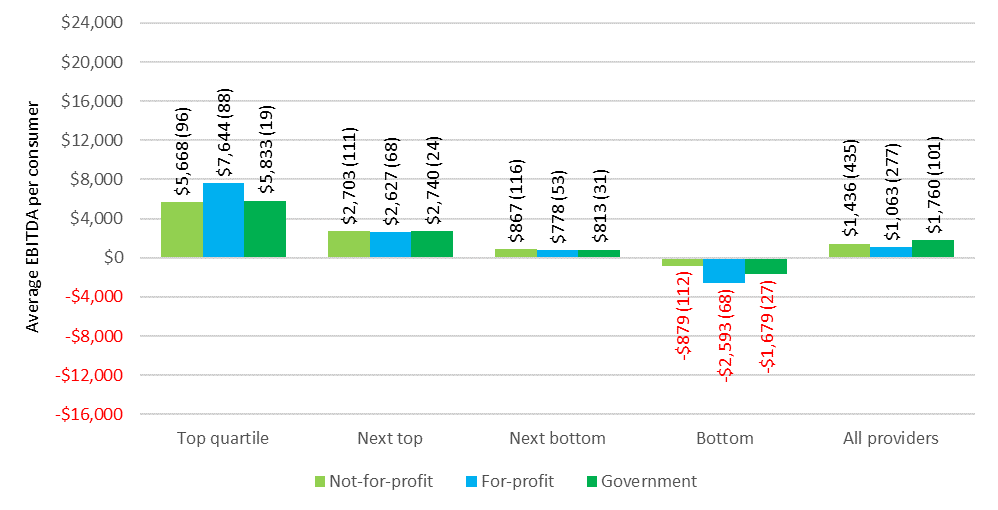 Average EBITDA per consumer
$24,000
$20,000
$16,000
$12,000
$8,000
$4,000
$0
-$4,000
-$8,000
-$12,000
-$16,000
$5,668 (96)
$7,644 (88)
$5,833 (19)
$2,703 (111)
$2,627 (68)
$2,740 (24)
$867 (116)
$778 (53)
$813 (31)
-$879 (112)
-$2,593 (68)
-$1,679 (27)
$1,436 (435)
$1,063 (277)
$1,760 (101)
Top quartile
Next top
Next bottom
Bottom
All providers
Not-for-profit
For-profit
Government